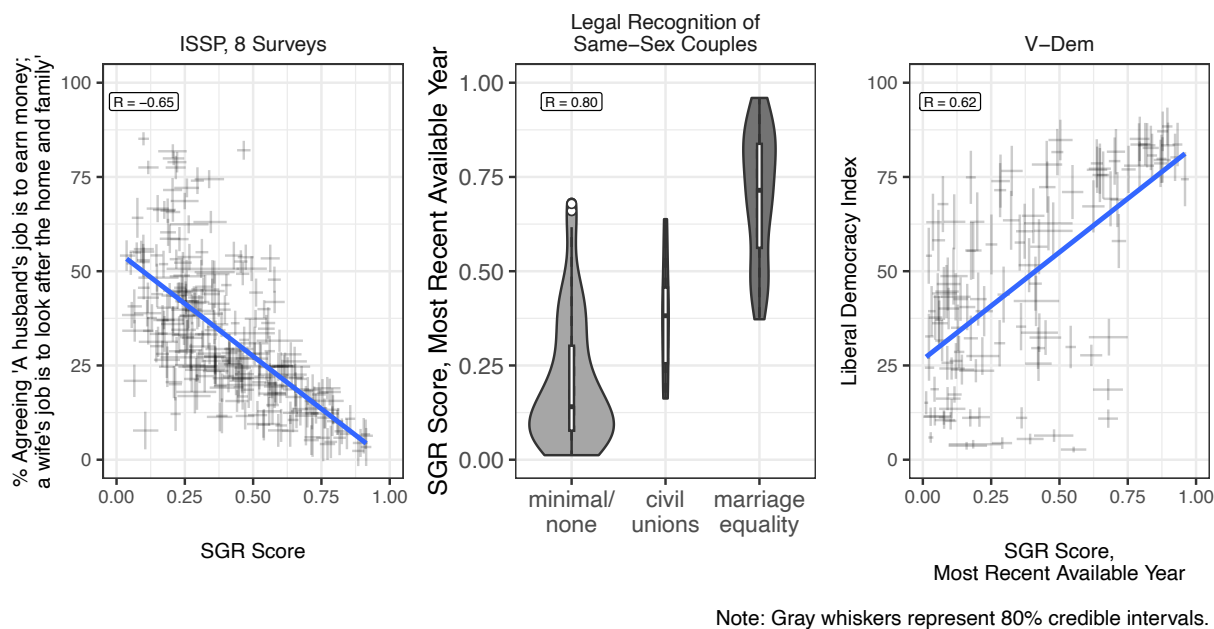 ISSP, 8 Surveys
% Agreeing 'A husband's job is to earn money;
a wife's job is to look after the home and family'
R = −0.65
100
75
50
25
0
0.00 0.25 0.50 0.75 1.00
SGR Score
Legal Recognition of
Same−Sex Couples
SGR Score, Most Recent Available Year
R = 0.80
1.00
0.75
0.50
0.25
0.00
minimal/ civil marriage
none unions equality
V−Dem
Liberal Democracy Index
R = 0.62
100
75
50
25
0
0.00 0.25 0.50 0.75 1.00
SGR Score,
Most Recent Available Year
Note: Gray whiskers represent 80% credible intervals.